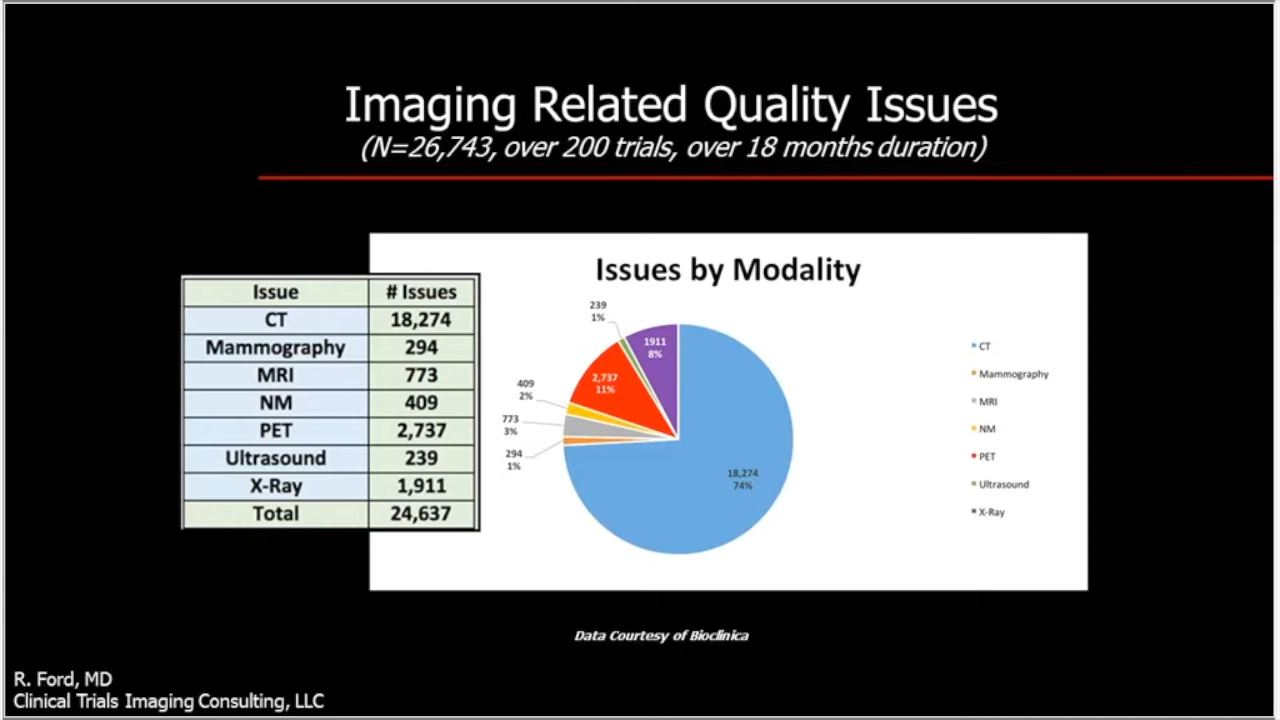 Imaging Related Quality Issues
(N=26,743, over 200 trials, over 18 months duration)
Issue # Issues
CT 18,274
Mammography 294
MRI 773
NM 409
PET 2,737
Ultrasound 239
X-Ray 1,911
Total 24,637
Issues by Modality
239
1%
1911
8%
2,737
11%
409
2%
773
3%
294
1%
18,274
74%
CT
Mammography
MRI
NM
PET
Ultrasound
X-Ray
Data Courtesy of Bioclinica
R. Ford, MD
Clinical Trials Imaging Consulting, LLC